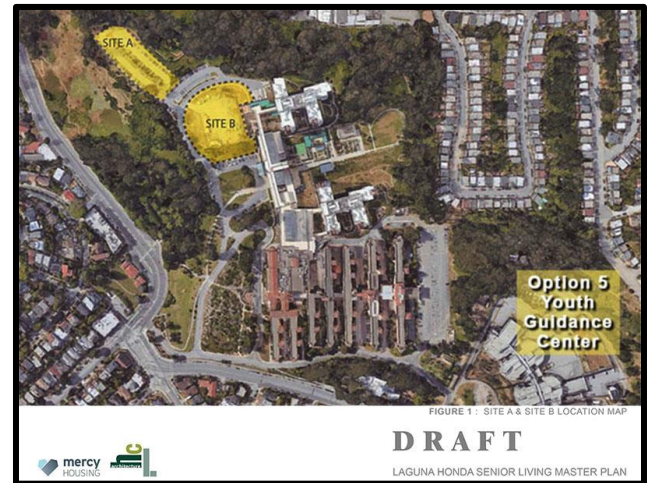 SITE A
SITE B
Option 5
Youth
Guidance
Center
FIGURE 1 : SITE A & SITE B LOCATION MAP
DRAFT
mercy
HOUSING
LAGUNA HONDA SENIOR LIVING MASTER PLAN